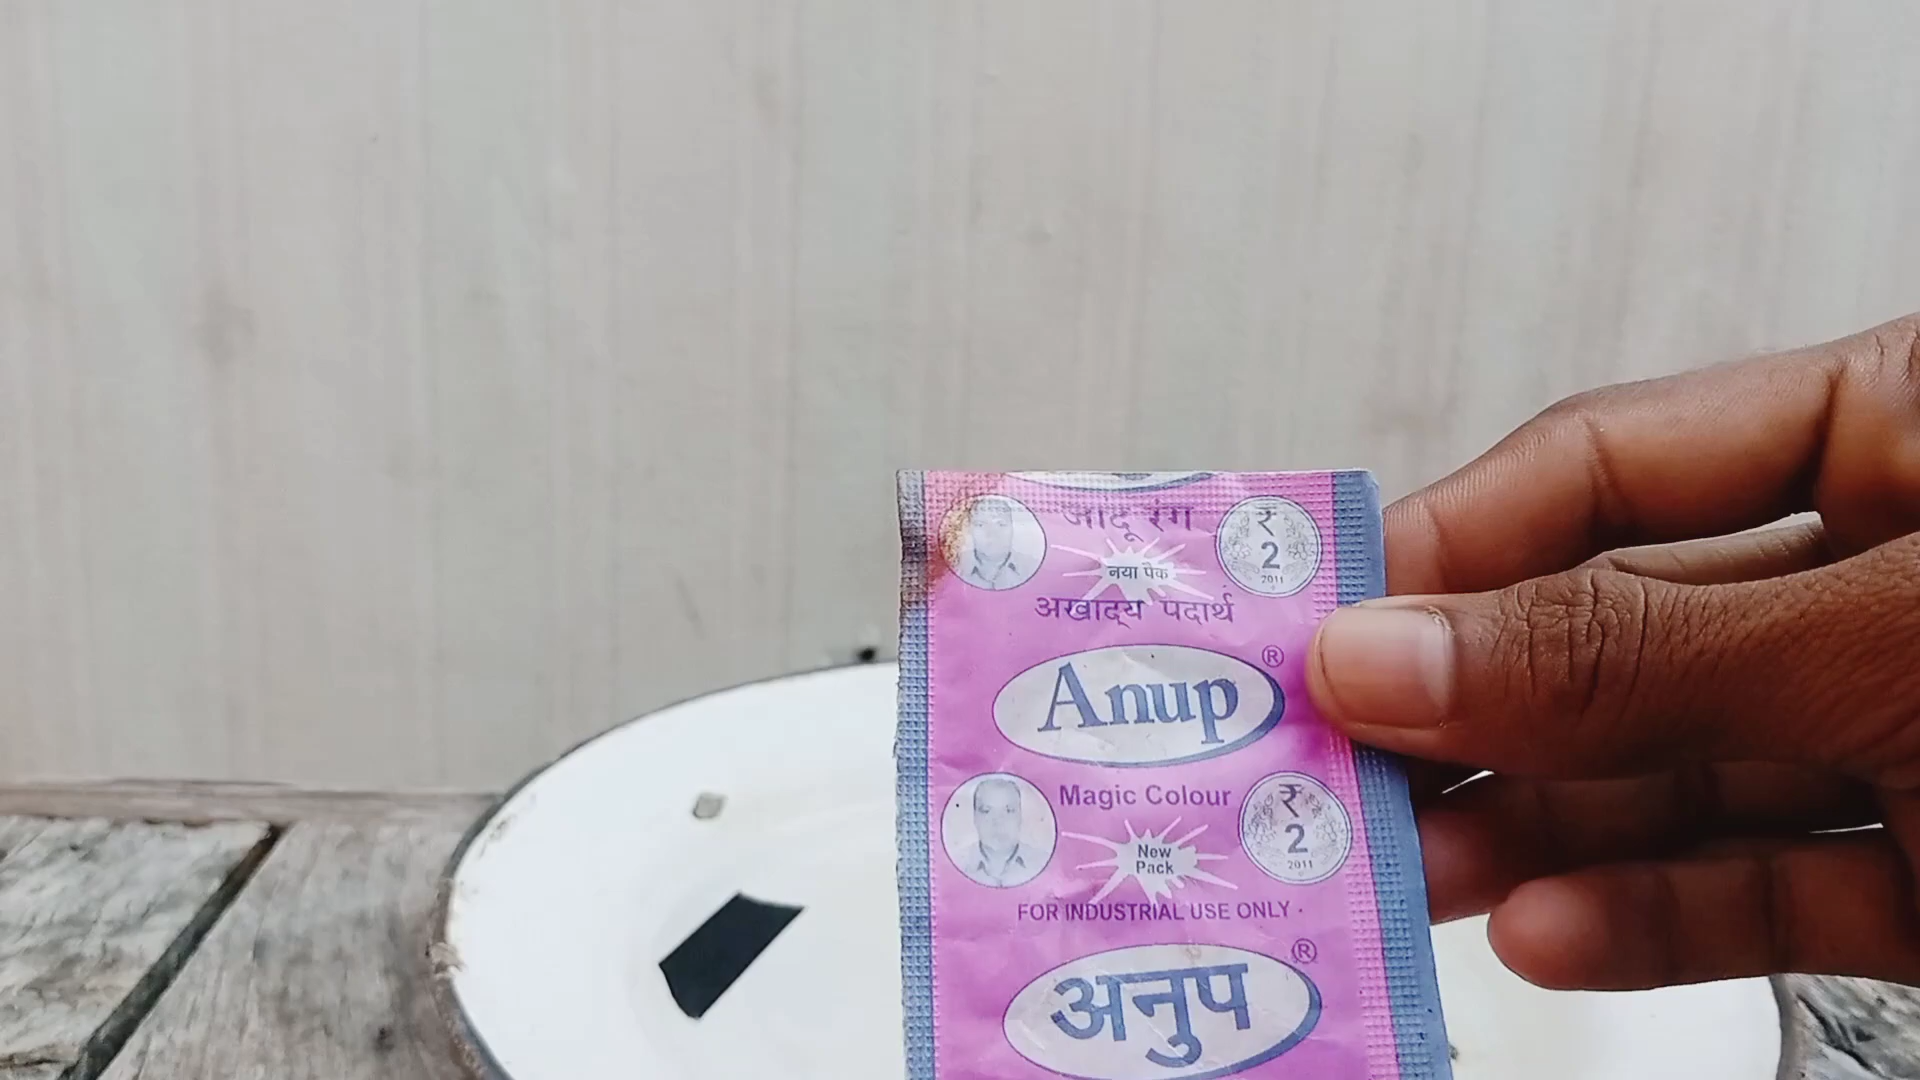 जादू रंग
₹
2
2011
नया पैक
अखाद्य पदार्थ
Anup®
Magic Colour
₹
2
2011
New
Pack
FOR INDUSTRIAL USE ONLY
अनुप®